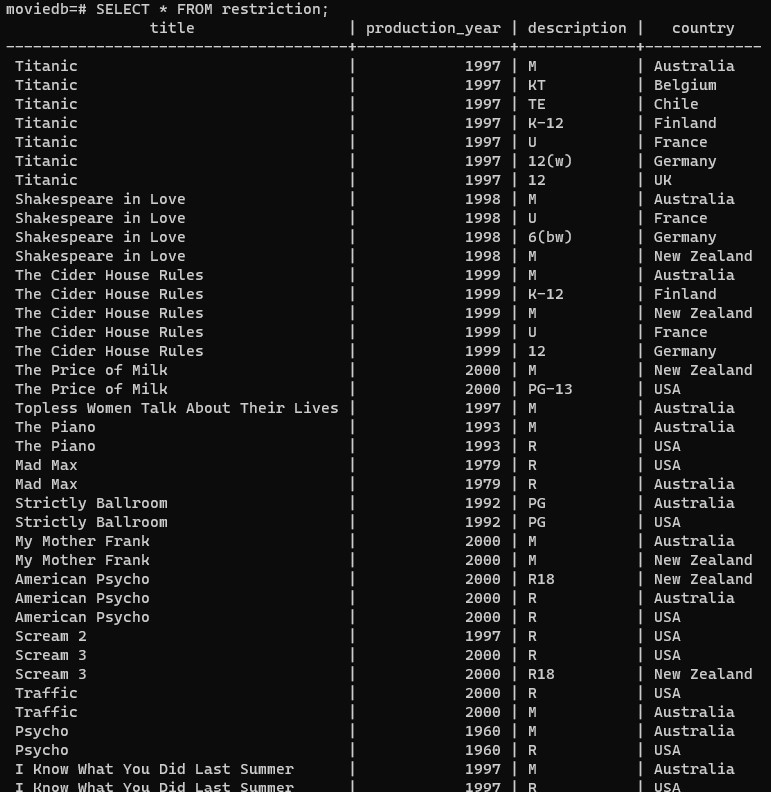 moviedb=# SELECT * FROM restriction;
title | production_year | description | country
--------------------------------------+-----------------+-------------+-------------
Titanic | 1997 | M | Australia
Titanic | 1997 | KT | Belgium
Titanic | 1997 | TE | Chile
Titanic | 1997 | K-12 | Finland
Titanic | 1997 | U | France
Titanic | 1997 | 12(w) | Germany
Titanic | 1997 | 12 | UK
Shakespeare in Love | 1998 | M | Australia
Shakespeare in Love | 1998 | U | France
Shakespeare in Love | 1998 | 6(bw) | Germany
Shakespeare in Love | 1998 | M | New Zealand
The Cider House Rules | 1999 | M | Australia
The Cider House Rules | 1999 | K-12 | Finland
The Cider House Rules | 1999 | M | New Zealand
The Cider House Rules | 1999 | U | France
The Cider House Rules | 1999 | 12 | Germany
The Price of Milk | 2000 | M | New Zealand
The Price of Milk | 2000 | PG-13 | USA
Topless Women Talk About Their Lives | 1997 | M | Australia
The Piano | 1993 | M | Australia
The Piano | 1993 | R | USA
Mad Max | 1979 | R | USA
Mad Max | 1979 | R | Australia
Strictly Ballroom | 1992 | PG | Australia
Strictly Ballroom | 1992 | PG | USA
My Mother Frank | 2000 | M | Australia
My Mother Frank | 2000 | M | New Zealand
American Psycho | 2000 | R18 | New Zealand
American Psycho | 2000 | R | Australia
American Psycho | 2000 | R | USA
Scream 2 | 1997 | R | USA
Scream 3 | 2000 | R | USA
Scream 3 | 2000 | R18 | New Zealand
Traffic | 2000 | R | USA
Traffic | 2000 | M | Australia
Psycho | 1960 | M | Australia
Psycho | 1960 | R | USA
I Know What You Did Last Summer | 1997 | M | Australia
I Know What You Did Last Summer | 1997 | R | USA